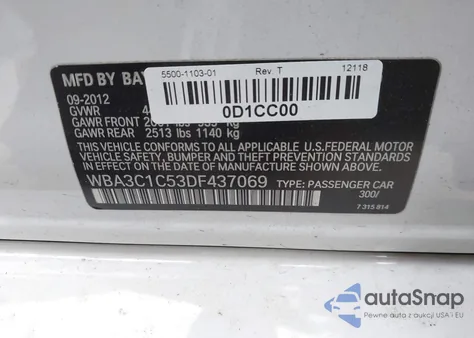 5500-1103-01 Rev. T 12118
0D1CC00
MFD BY BAY
09-2012
GVWR
GAWR FRONT
GAWR REAR 2513 lbs 1140 kg
THIS VEHICLE CONFORMS TO ALL APPLICABLE U.S.FEDERAL MOTOR
VEHICLE SAFETY, BUMPER AND THEFT PREVENTION STANDARDS
IN EFFECT ON THE DATE OF MANUFACTURE SHOWN ABOVE.
WBA3C1C53DF437069 TYPE: PASSENGER CAR
300/
7 315 814
autoSnap
Pewne auta z aukcji USA i EU